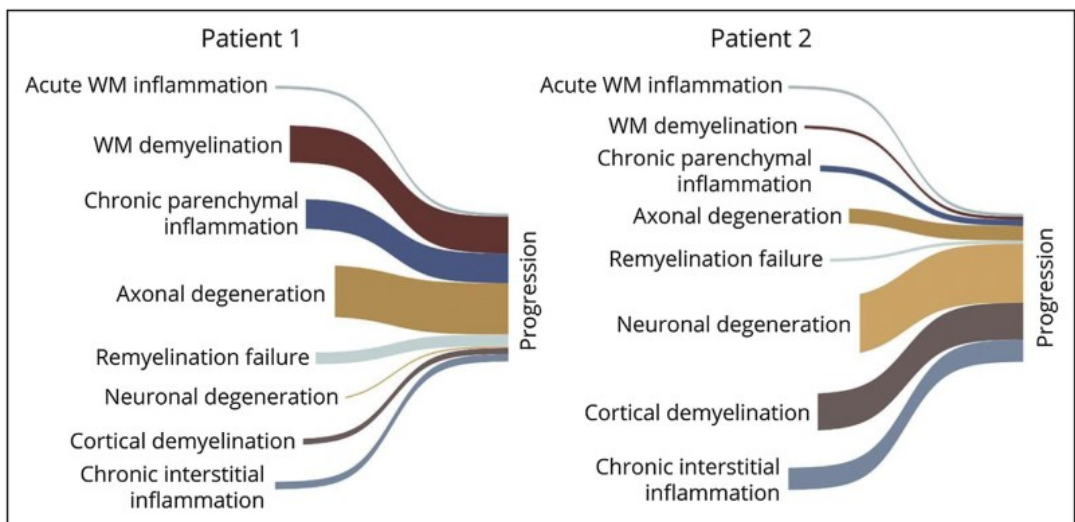 Patient 1
Acute WM inflammation
WM demyelination
Chronic parenchymal
inflammation
Axonal degeneration
Remyelination failure
Neuronal degeneration
Cortical demyelination
Chronic interstitial
inflammation
Progression
Patient 2
Acute WM inflammation
WM demyelination
Chronic parenchymal
inflammation
Axonal degeneration
Remyelination failure
Neuronal degeneration
Cortical demyelination
Chronic interstitial
inflammation
Progression